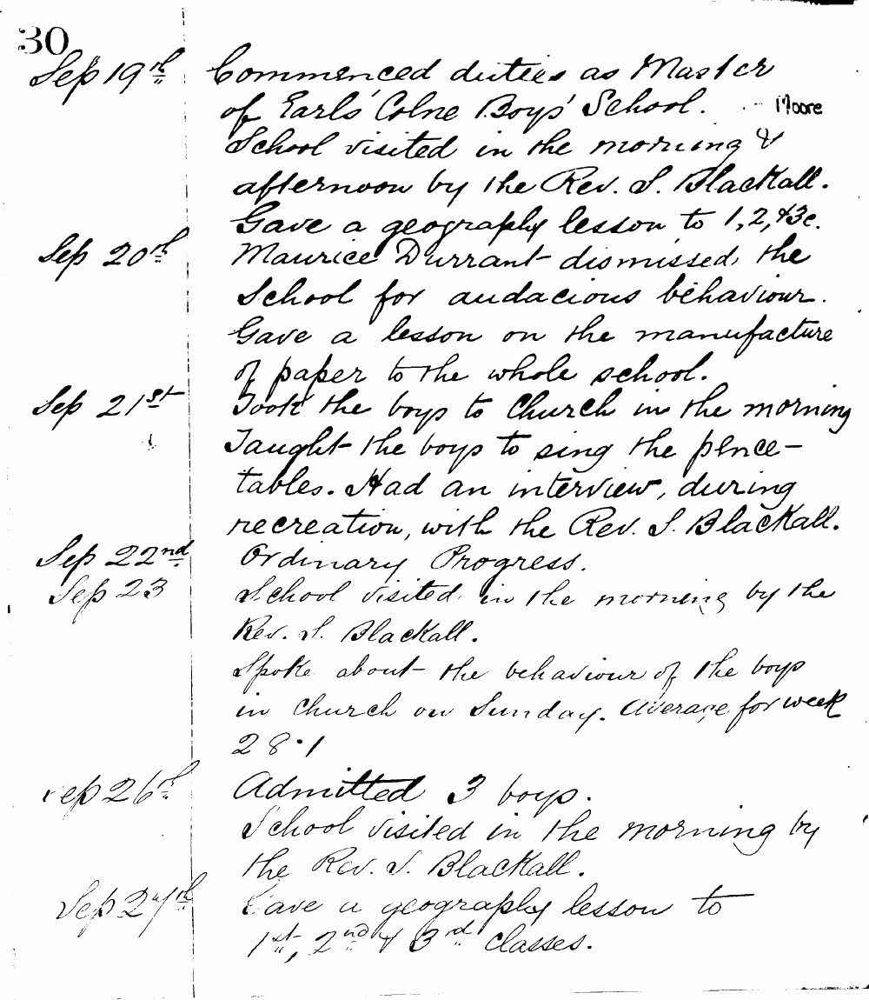 30
Sep 19th Commenced duties as Master
of Earls' Colne Boys' School. Moore
School visited in the morning &
afternoon by the Rev. S. Blackall.
Gave a geography lesson to 1, 2, & 3 c.
Sep 20th Maurice Durrant dismissed the
School for audacious behaviour.
Gave a lesson on the manufacture
of paper to the whole school.
Sep 21st Took the boys to Church in the morning
Taught the boys to sing the pence-
tables. Had an interview, during
recreation, with the Rev. S. Blackall.
Sep 22nd Ordinary Progress.
Sep 23 School visited in the morning by the
Rev. S. Blackall.
Spoke about the behaviour of the boys
in church on Sunday. Average for week
28.1
Sep 26th Admitted 3 boys.
School visited in the morning by
the Rev. S. Blackall.
Sep 27th Gave a geography lesson to
1st, 2nd & 3rd classes.